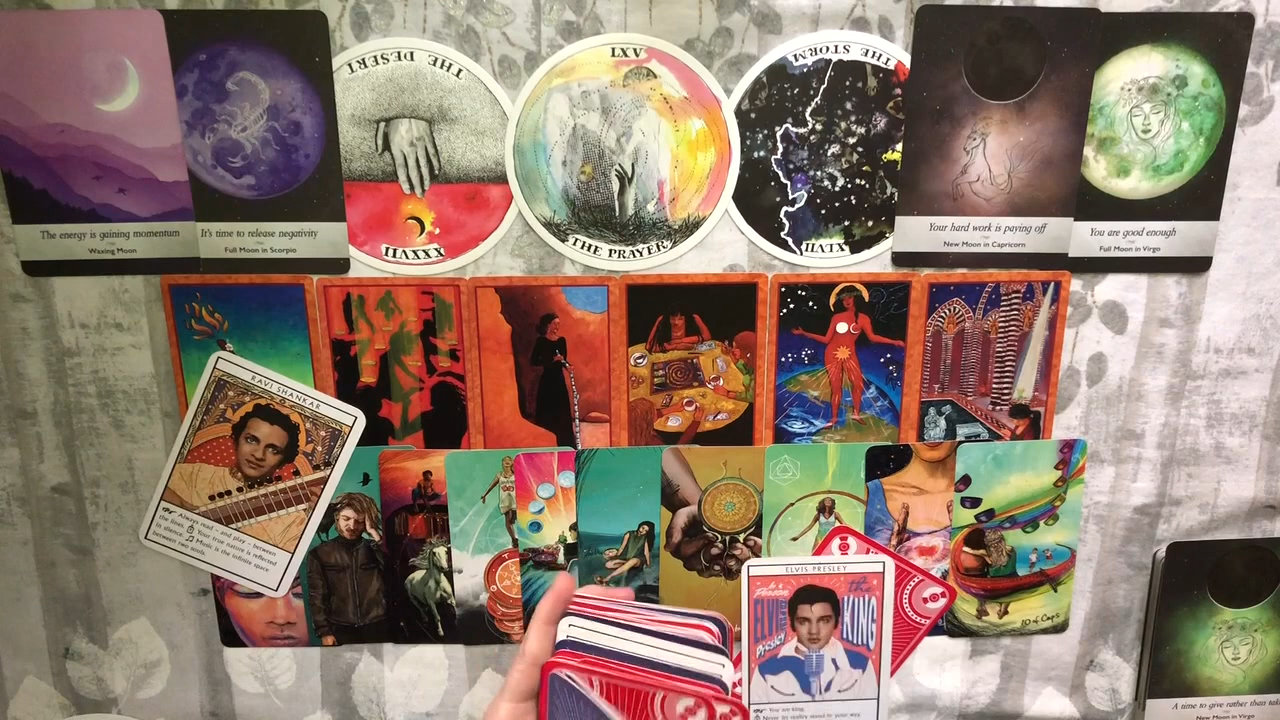 The energy is gaining momentum
Waxing Moon
It's time to release negativity
Full Moon in Scorpio
THE DESERT
XXXVII
LXV
THE PRAYER
THE STORM
XLVII
Your hard work is paying off
New Moon in Capricorn
You are good enough
Full Moon in Virgo
RAVI SHANKAR
Always read – and play – between
the lines. Your true nature is reflected
in silence. Music is the infinite space
between two souls.
10 of Cups
ELVIS PRESLEY
ELVIS
Presley
the
KING
You are king.
A time to give rather than
New Moon in Virgo